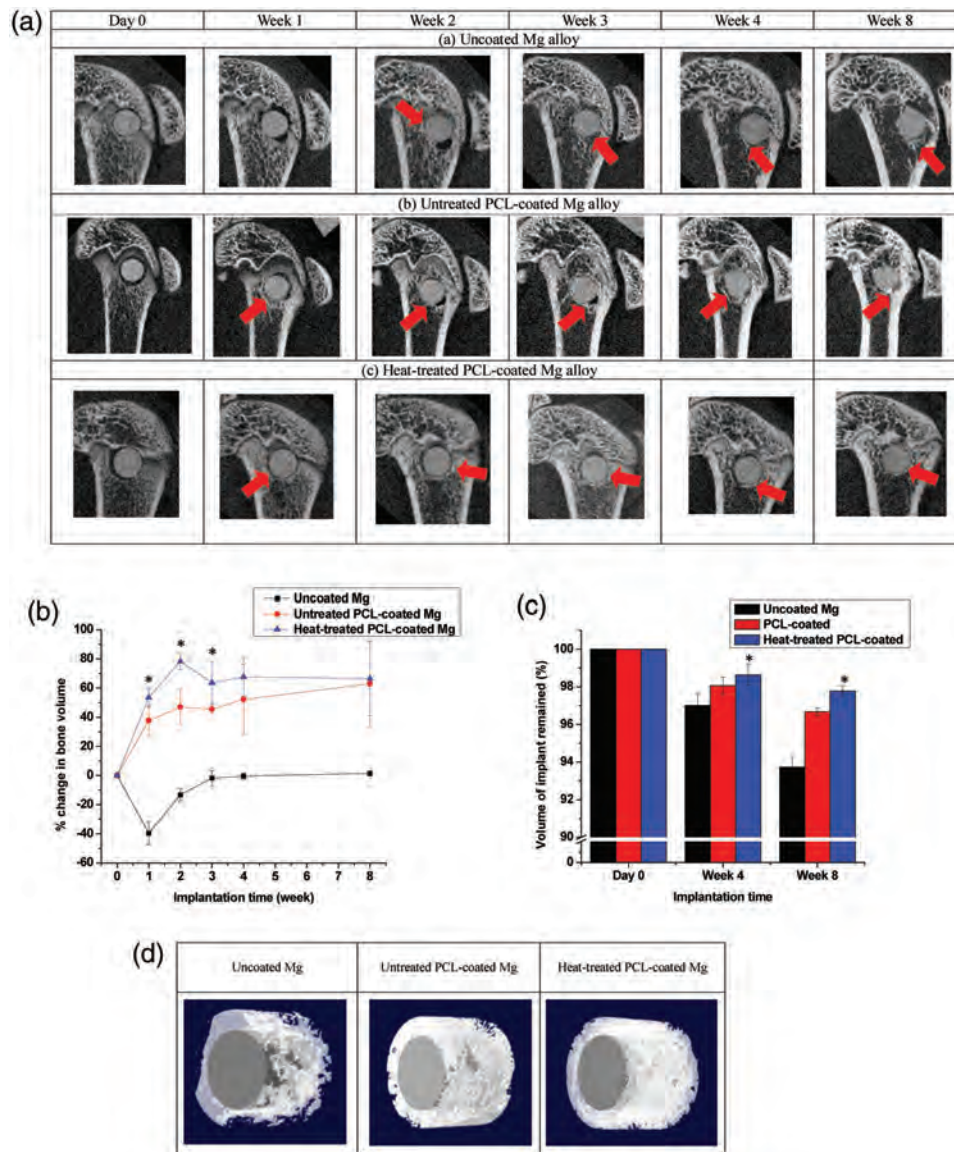 (a)
Day 0 Week 1 Week 2 Week 3 Week 4 Week 8
(a) Uncoated Mg alloy
(b) Untreated PCL-coated Mg alloy
(c) Heat-treated PCL-coated Mg alloy
(b)
Uncoated Mg
Untreated PCL-coated Mg
Heat-treated PCL-coated Mg
% change in bone volume
100
80
60
40
20
0
-20
-40
-60
* * *
0 1 2 3 4 5 6 7 8
Implantation time (week)
(c)
Uncoated Mg
PCL-coated
Heat-treated PCL-coated
Volume of implant remained (%)
100
98
96
94
92
90
0
* *
Day 0 Week 4 Week 8
Implantation time
(d)
Uncoated Mg Untreated PCL-coated Mg Heat-treated PCL-coated Mg